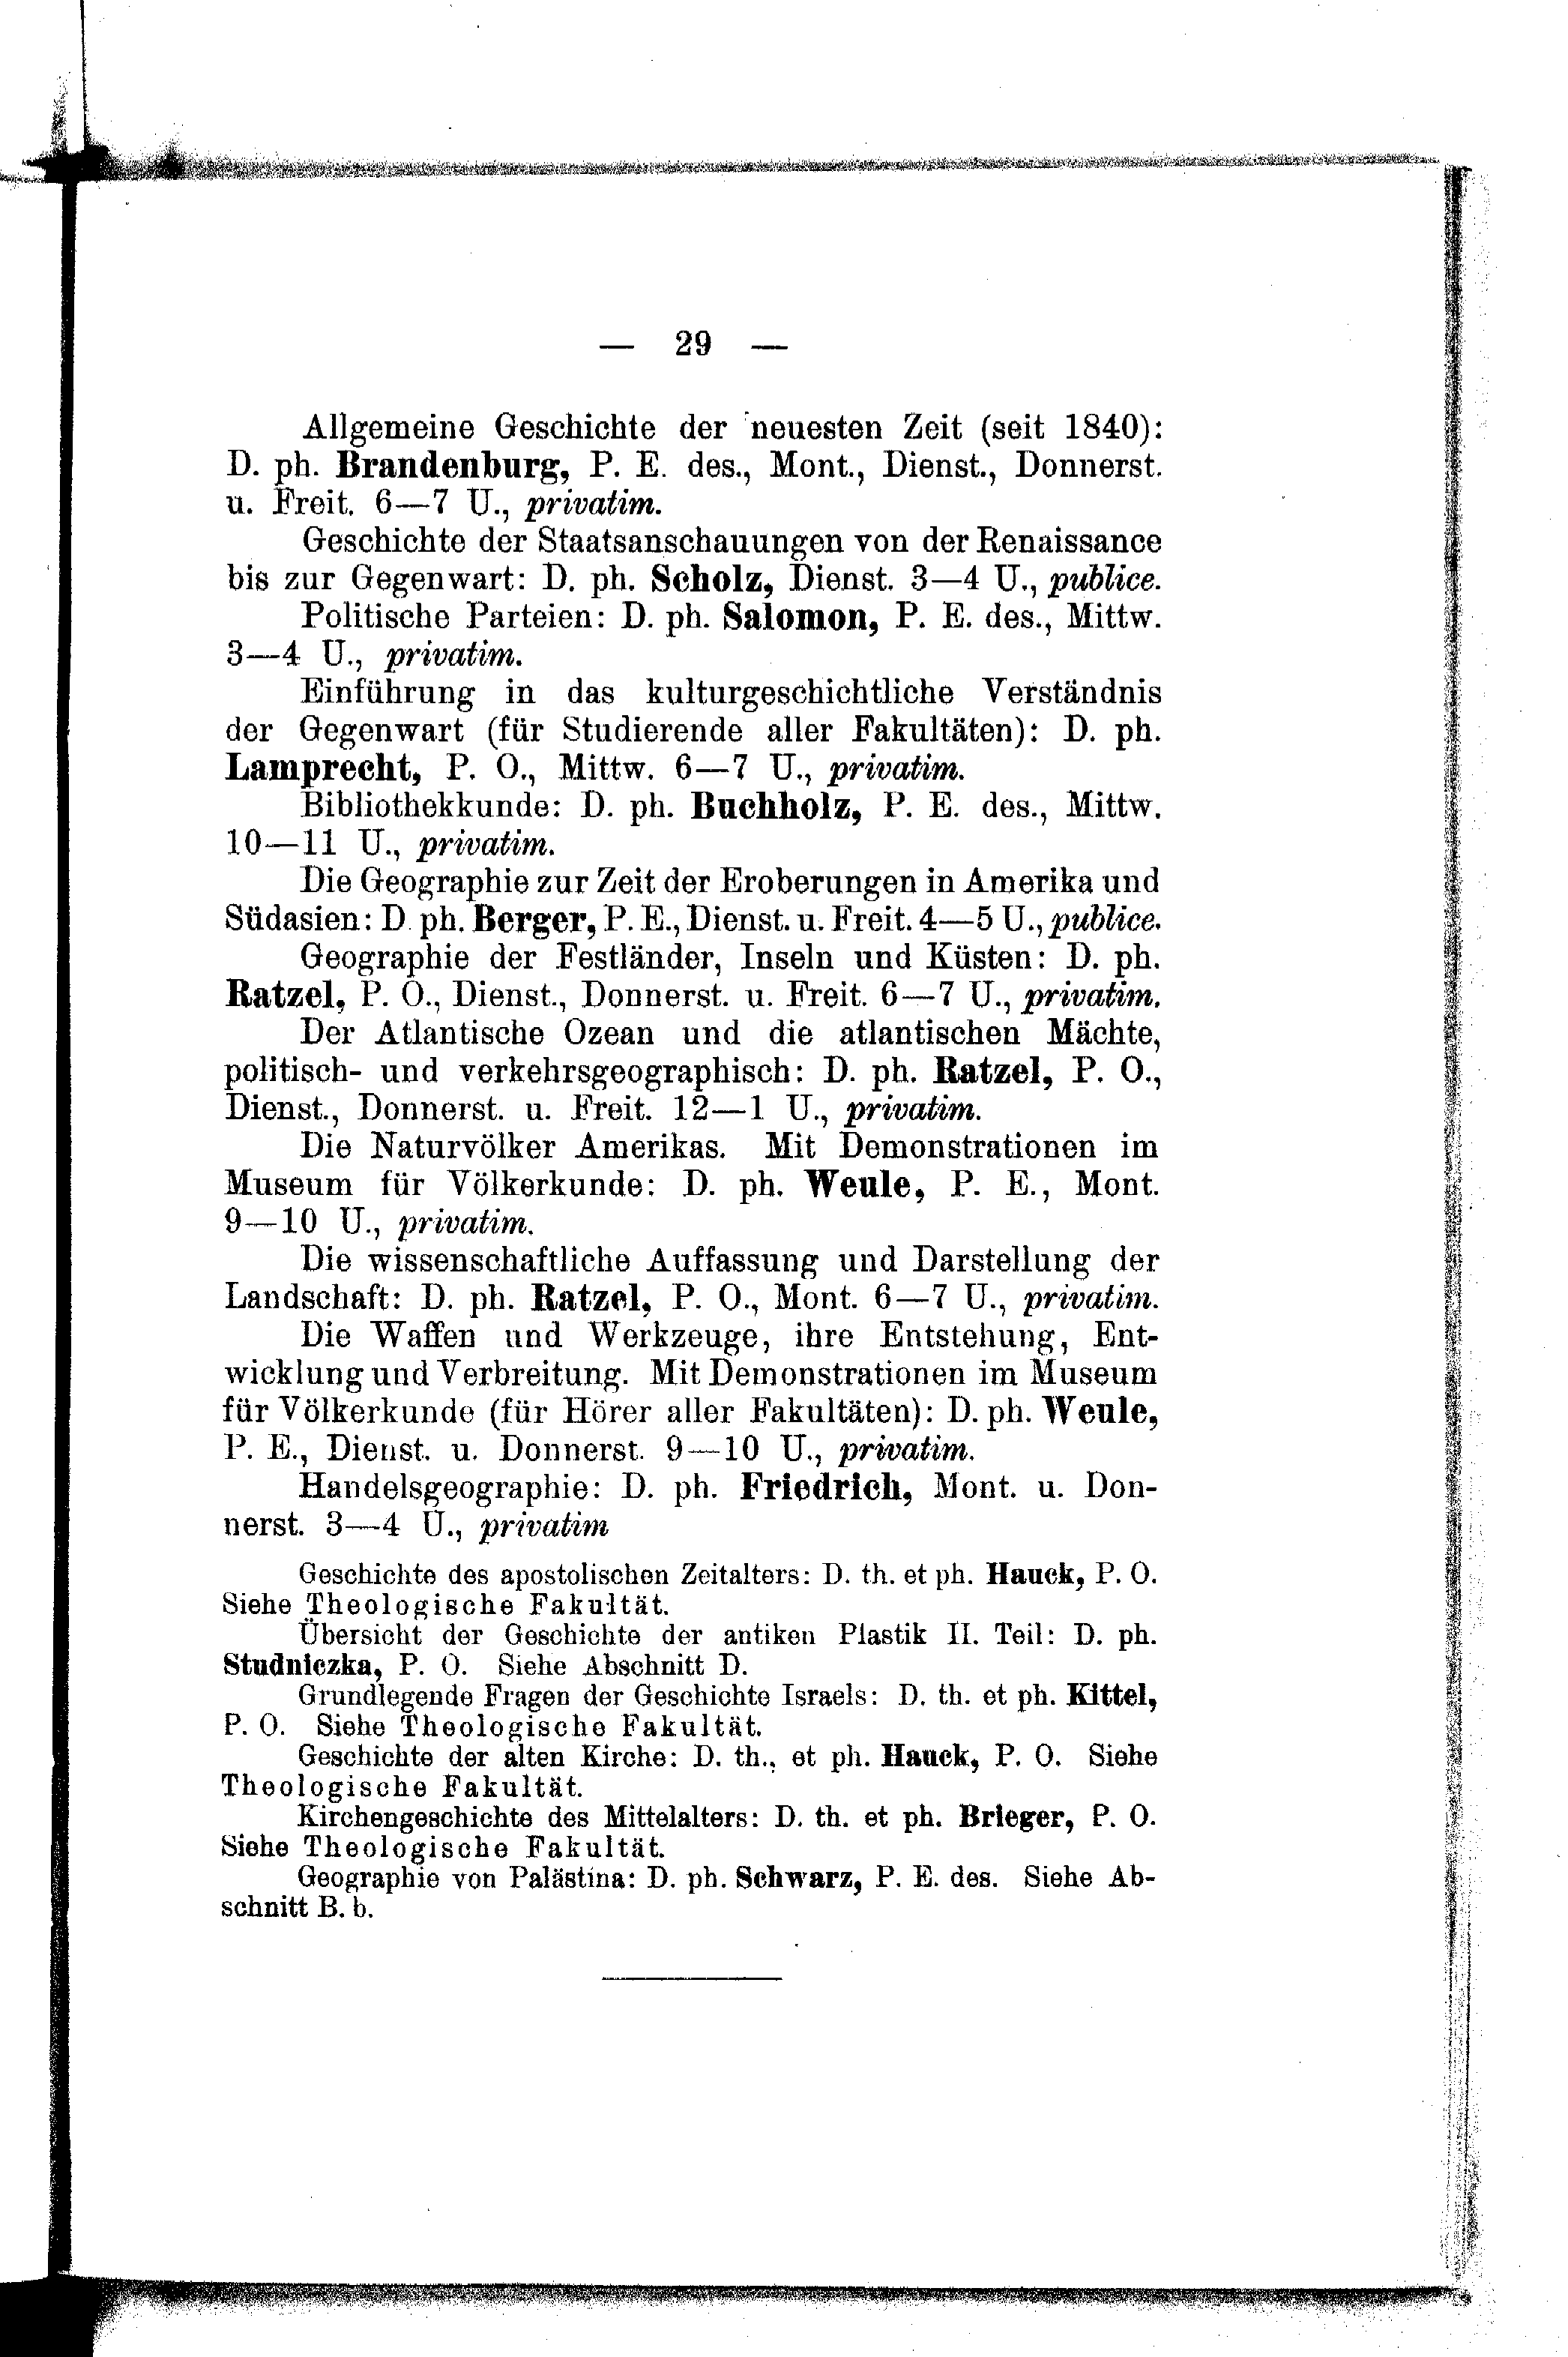 — 29 —
Allgemeine Geschichte der neuesten Zeit (seit 1840):
D. ph. Brandenburg, P. E. des., Mont., Dienst., Donnerst.
u. Freit. 6—7 U., privatim.
Geschichte der Staatsanschauungen von der Renaissance
bis zur Gegenwart: D. ph. Scholz, Dienst. 3—4 U., publice.
Politische Parteien: D. ph. Salomon, P. E. des., Mittw.
3—4 U., privatim.
Einführung in das kulturgeschichtliche Verständnis
der Gegenwart (für Studierende aller Fakultäten): D. ph.
Lamprecht, P. O., Mittw. 6—7 U., privatim.
Bibliothekkunde: D. ph. Buchholz, P. E. des., Mittw.
10—11 U., privatim.
Die Geographie zur Zeit der Eroberungen in Amerika und
Südasien: D. ph. Berger, P. E., Dienst. u. Freit. 4—5 U., publice.
Geographie der Festländer, Inseln und Küsten: D. ph.
Ratzel, P. O., Dienst., Donnerst. u. Freit. 6—7 U., privatim.
Der Atlantische Ozean und die atlantischen Mächte,
politisch- und verkehrsgeographisch: D. ph. Ratzel, P. O.,
Dienst., Donnerst. u. Freit. 12—1 U., privatim.
Die Naturvölker Amerikas. Mit Demonstrationen im
Museum für Völkerkunde: D. ph. Weule, P. E., Mont.
9—10 U., privatim.
Die wissenschaftliche Auffassung und Darstellung der
Landschaft: D. ph. Ratzel, P. O., Mont. 6—7 U., privatim.
Die Waffen und Werkzeuge, ihre Entstehung, Ent-
wicklung und Verbreitung. Mit Demonstrationen im Museum
für Völkerkunde (für Hörer aller Fakultäten): D. ph. Weule,
P. E., Dienst. u. Donnerst. 9—10 U., privatim.
Handelsgeographie: D. ph. Friedrich, Mont. u. Don-
nerst. 3—4 U., privatim
Geschichte des apostolischen Zeitalters: D. th. et ph. Hauck, P. O.
Siehe Theologische Fakultät.
Übersicht der Geschichte der antiken Plastik II. Teil: D. ph.
Studniczka, P. O. Siehe Abschnitt D.
Grundlegende Fragen der Geschichte Israels: D. th. et ph. Kittel,
P. O. Siehe Theologische Fakultät.
Geschichte der alten Kirche: D. th., et ph. Hauck, P. O. Siehe
Theologische Fakultät.
Kirchengeschichte des Mittelalters: D. th. et ph. Brieger, P. O.
Siehe Theologische Fakultät.
Geographie von Palästina: D. ph. Schwarz, P. E. des. Siehe Ab-
schnitt B. b.